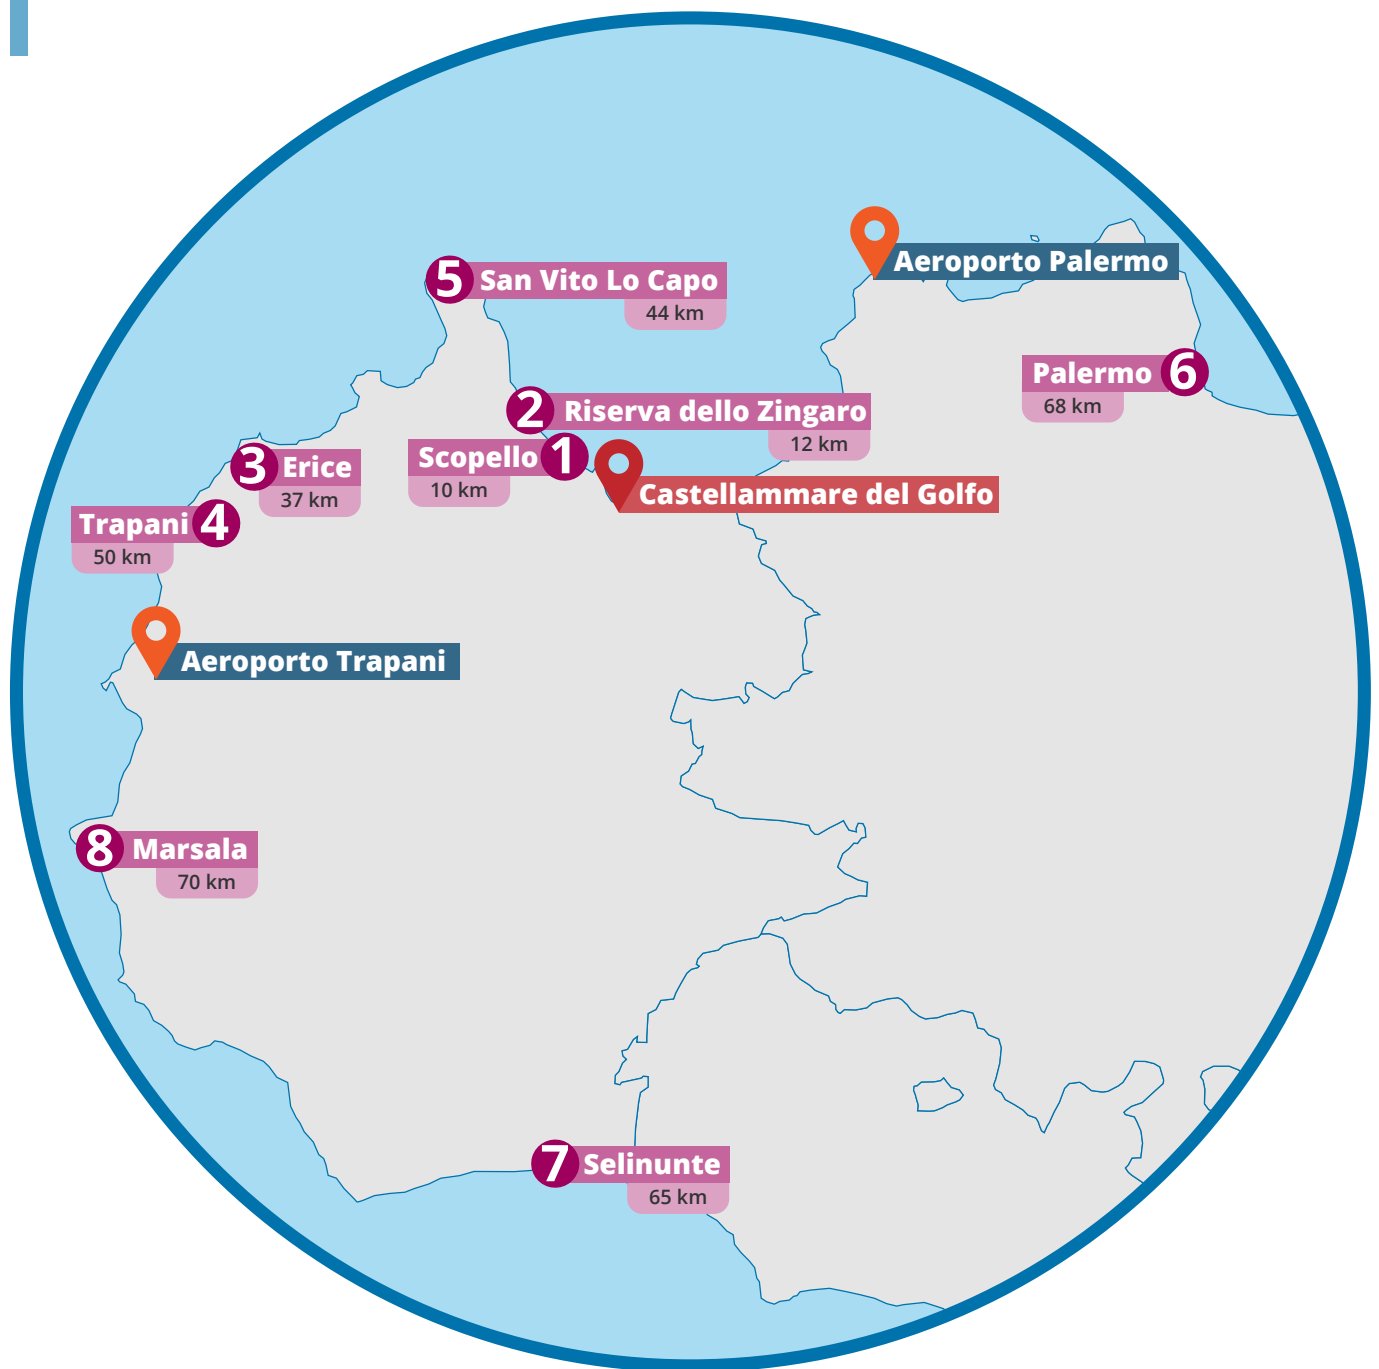 Aeroporto Palermo
5 San Vito Lo Capo
44 km
Palermo 6
68 km
2 Riserva dello Zingaro
12 km
Scopello 1
10 km
3 Erice
37 km
Castellammare del Golfo
Trapani 4
50 km
Aeroporto Trapani
8 Marsala
70 km
7 Selinunte
65 km